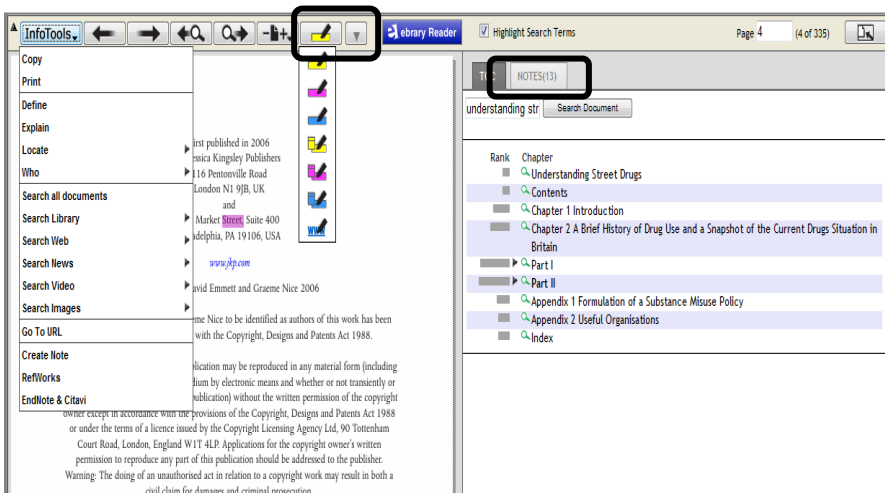 InfoTools
ebrary Reader
Highlight Search Terms
Page 4 (4 of 335)
Copy
Print
Define
Explain
Locate
Who
Search all documents
Search Library
Search Web
Search News
Search Video
Search Images
Go To URL
Create Note
RefWorks
EndNote & Citavi
irst published in 2006
essica Kingsley Publishers
116 Pentonville Road
London N1 9JB, UK
and
Market Street, Suite 400
adelphia, PA 19106, USA
www.jkp.com
avid Emmett and Graeme Nice 2006
me Nice to be identified as authors of this work has been
with the Copyright, Designs and Patents Act 1988.
blication may be reproduced in any material form (including
dium by electronic means and whether or not transiently or
publication) without the written permission of the copyright
owner except in accordance with the provisions of the Copyright, Designs and Patents Act 1988
or under the terms of a licence issued by the Copyright Licensing Agency Ltd, 90 Tottenham
Court Road, London, England W1T 4LP. Applications for the copyright owner's written
permission to reproduce any part of this publication should be addressed to the publisher.
Warning: The doing of an unauthorised act in relation to a copyright work may result in both a
civil claim for damages and criminal prosecution
www
NOTES(13)
understanding str Search Document
Rank Chapter
Understanding Street Drugs
Contents
Chapter 1 Introduction
Chapter 2 A Brief History of Drug Use and a Snapshot of the Current Drugs Situation in
Britain
Part I
Part II
Appendix 1 Formulation of a Substance Misuse Policy
Appendix 2 Useful Organisations
Index